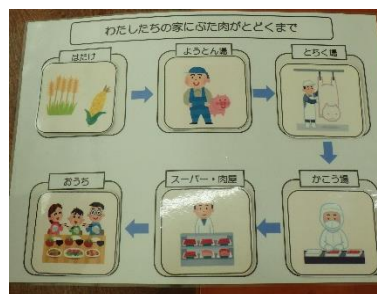 わたしたちの家にぶた肉がとどくまで
はたけ
ようとん場
とちく場
かこう場
スーパー・肉屋
おうち